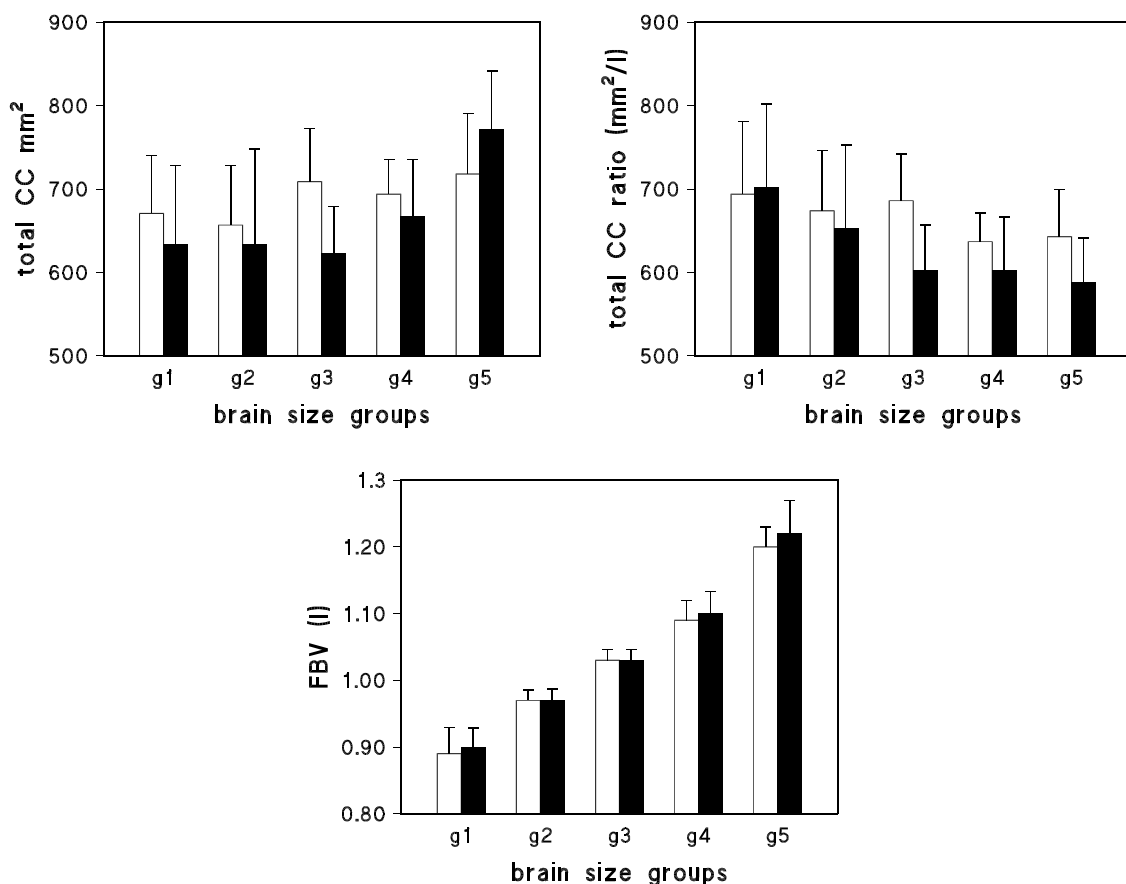 total CC mm²
900
800
700
600
500
g1 g2 g3 g4 g5
brain size groups
total CC ratio (mm²/l)
900
800
700
600
500
g1 g2 g3 g4 g5
brain size groups
FBV (l)
1.3
1.20
1.10
1.00
0.90
0.80
g1 g2 g3 g4 g5
brain size groups